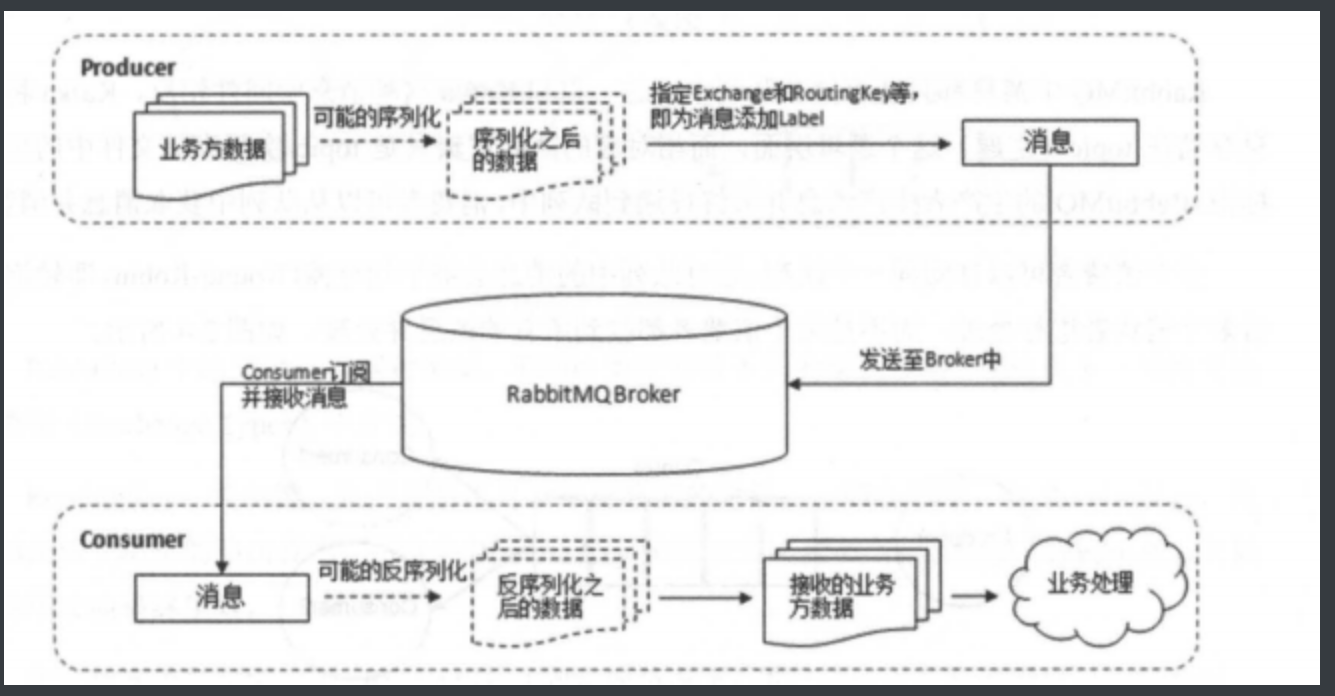 Producer
业务方数据
可能的序列化
序列化之后
的数据
指定Exchange和RoutingKey等，
即为消息添加Label
消息
发送至Broker中
RabbitMQ Broker
Consumer订阅
并接收消息
Consumer
消息
可能的反序列化
反序列化之
后的数据
接收的业务
方数据
业务处理